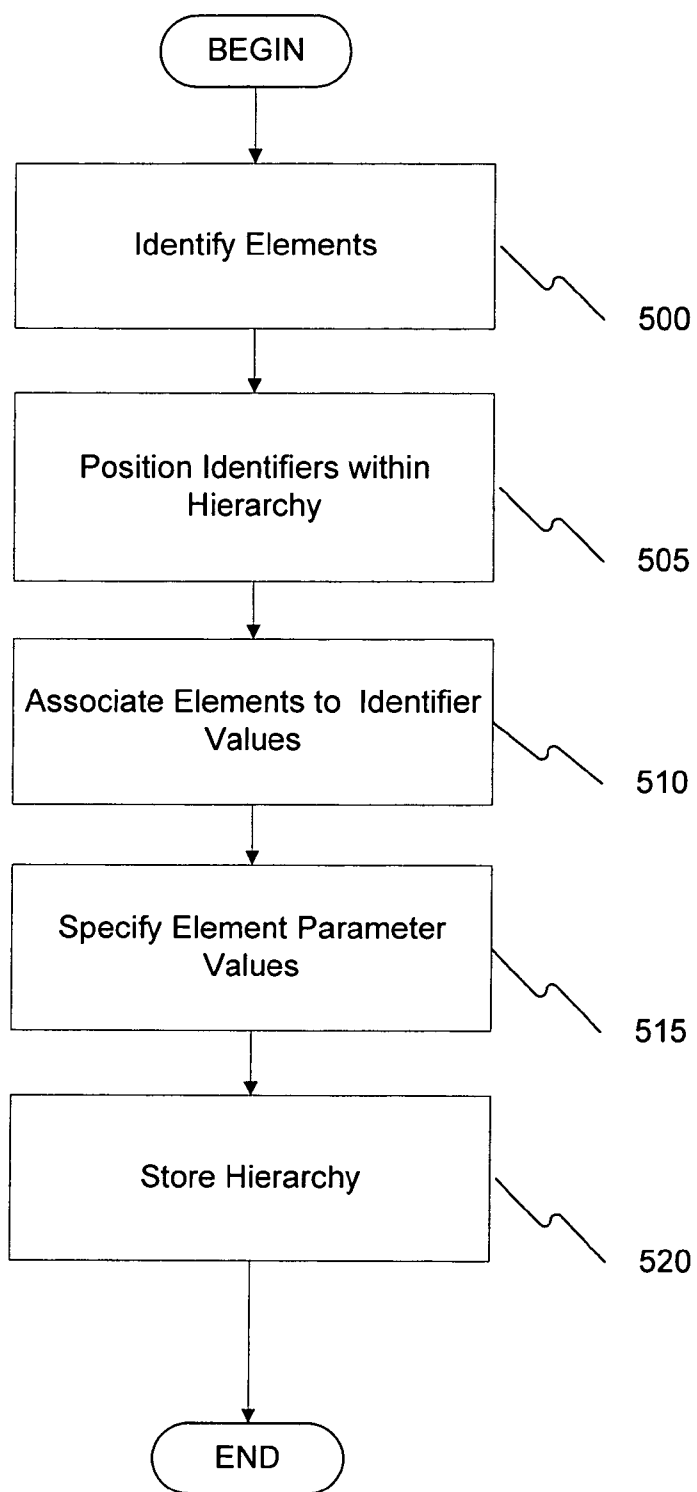 BEGIN
Identify Elements
500
Position Identifiers within
Hierarchy
505
Associate Elements to Identifier
Values
510
Specify Element Parameter
Values
515
Store Hierarchy
520
END